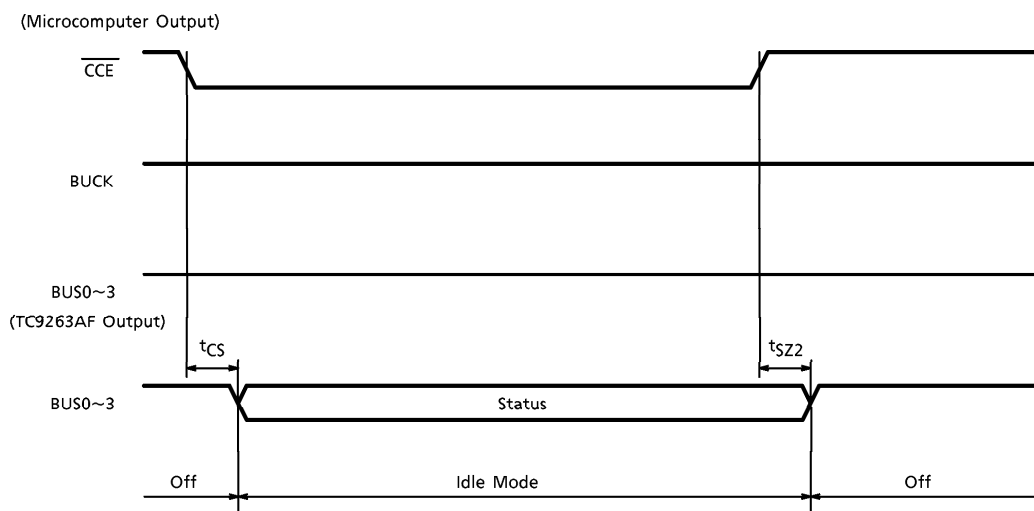 (Microcomputer Output)
CCE
BUCK
BUS0~3
(TC9263AF Output)
tCS
tSZ2
BUS0~3
Status
Off
Idle Mode
Off